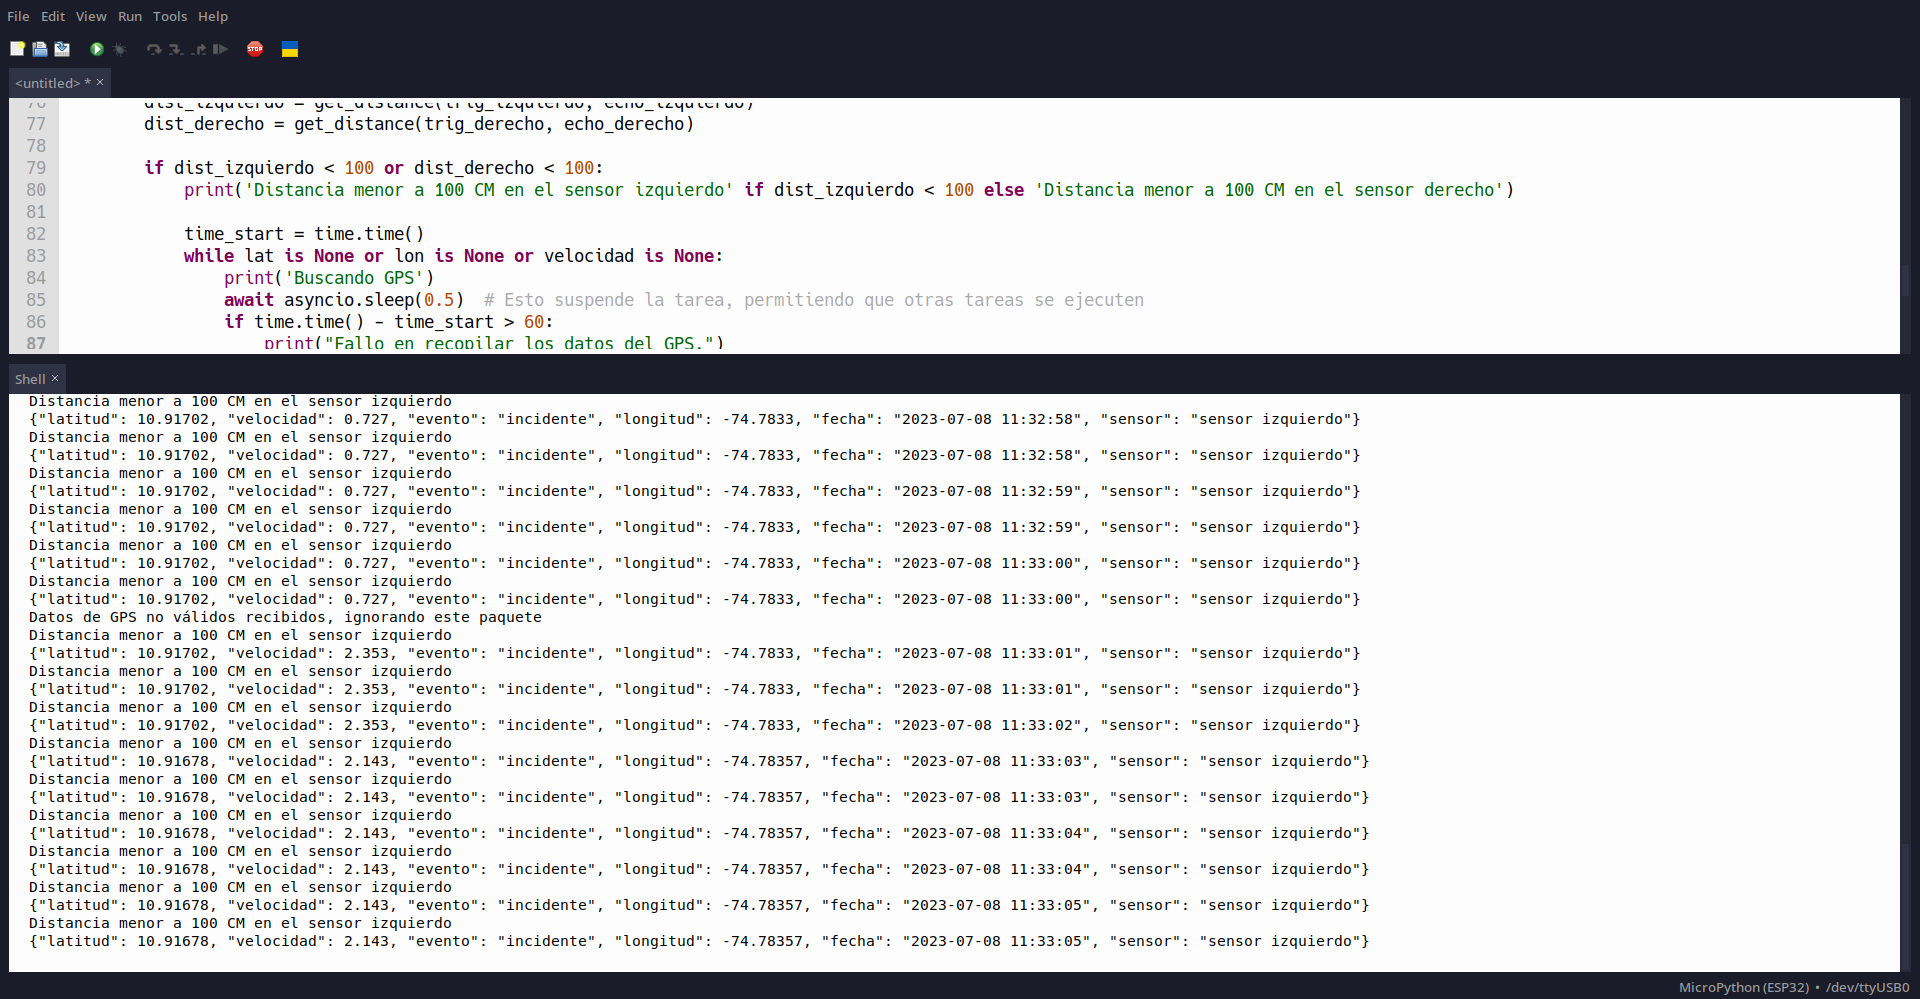 File Edit View Run Tools Help
STOP
<untitled> * ×
76 dist_izquierdo = get_distance(trig_izquierdo, echo_izquierdo)
77 dist_derecho = get_distance(trig_derecho, echo_derecho)
78
79 if dist_izquierdo < 100 or dist_derecho < 100:
80 print('Distancia menor a 100 CM en el sensor izquierdo' if dist_izquierdo < 100 else 'Distancia menor a 100 CM en el sensor derecho')
81
82 time_start = time.time()
83 while lat is None or lon is None or velocidad is None:
84 print('Buscando GPS')
85 await asyncio.sleep(0.5)  # Esto suspende la tarea, permitiendo que otras tareas se ejecuten
86 if time.time() - time_start > 60:
87 print("Fallo en recopilar los datos del GPS.")
Shell ×
Distancia menor a 100 CM en el sensor izquierdo
{"latitud": 10.91702, "velocidad": 0.727, "evento": "incidente", "longitud": -74.7833, "fecha": "2023-07-08 11:32:58", "sensor": "sensor izquierdo"}
Distancia menor a 100 CM en el sensor izquierdo
{"latitud": 10.91702, "velocidad": 0.727, "evento": "incidente", "longitud": -74.7833, "fecha": "2023-07-08 11:32:58", "sensor": "sensor izquierdo"}
Distancia menor a 100 CM en el sensor izquierdo
{"latitud": 10.91702, "velocidad": 0.727, "evento": "incidente", "longitud": -74.7833, "fecha": "2023-07-08 11:32:59", "sensor": "sensor izquierdo"}
Distancia menor a 100 CM en el sensor izquierdo
{"latitud": 10.91702, "velocidad": 0.727, "evento": "incidente", "longitud": -74.7833, "fecha": "2023-07-08 11:32:59", "sensor": "sensor izquierdo"}
Distancia menor a 100 CM en el sensor izquierdo
{"latitud": 10.91702, "velocidad": 0.727, "evento": "incidente", "longitud": -74.7833, "fecha": "2023-07-08 11:33:00", "sensor": "sensor izquierdo"}
Distancia menor a 100 CM en el sensor izquierdo
{"latitud": 10.91702, "velocidad": 0.727, "evento": "incidente", "longitud": -74.7833, "fecha": "2023-07-08 11:33:00", "sensor": "sensor izquierdo"}
Datos de GPS no válidos recibidos, ignorando este paquete
Distancia menor a 100 CM en el sensor izquierdo
{"latitud": 10.91702, "velocidad": 2.353, "evento": "incidente", "longitud": -74.7833, "fecha": "2023-07-08 11:33:01", "sensor": "sensor izquierdo"}
Distancia menor a 100 CM en el sensor izquierdo
{"latitud": 10.91702, "velocidad": 2.353, "evento": "incidente", "longitud": -74.7833, "fecha": "2023-07-08 11:33:01", "sensor": "sensor izquierdo"}
Distancia menor a 100 CM en el sensor izquierdo
{"latitud": 10.91702, "velocidad": 2.353, "evento": "incidente", "longitud": -74.7833, "fecha": "2023-07-08 11:33:02", "sensor": "sensor izquierdo"}
Distancia menor a 100 CM en el sensor izquierdo
{"latitud": 10.91678, "velocidad": 2.143, "evento": "incidente", "longitud": -74.78357, "fecha": "2023-07-08 11:33:03", "sensor": "sensor izquierdo"}
Distancia menor a 100 CM en el sensor izquierdo
{"latitud": 10.91678, "velocidad": 2.143, "evento": "incidente", "longitud": -74.78357, "fecha": "2023-07-08 11:33:03", "sensor": "sensor izquierdo"}
Distancia menor a 100 CM en el sensor izquierdo
{"latitud": 10.91678, "velocidad": 2.143, "evento": "incidente", "longitud": -74.78357, "fecha": "2023-07-08 11:33:04", "sensor": "sensor izquierdo"}
Distancia menor a 100 CM en el sensor izquierdo
{"latitud": 10.91678, "velocidad": 2.143, "evento": "incidente", "longitud": -74.78357, "fecha": "2023-07-08 11:33:04", "sensor": "sensor izquierdo"}
Distancia menor a 100 CM en el sensor izquierdo
{"latitud": 10.91678, "velocidad": 2.143, "evento": "incidente", "longitud": -74.78357, "fecha": "2023-07-08 11:33:05", "sensor": "sensor izquierdo"}
Distancia menor a 100 CM en el sensor izquierdo
{"latitud": 10.91678, "velocidad": 2.143, "evento": "incidente", "longitud": -74.78357, "fecha": "2023-07-08 11:33:05", "sensor": "sensor izquierdo"}
MicroPython (ESP32) • /dev/ttyUSB0